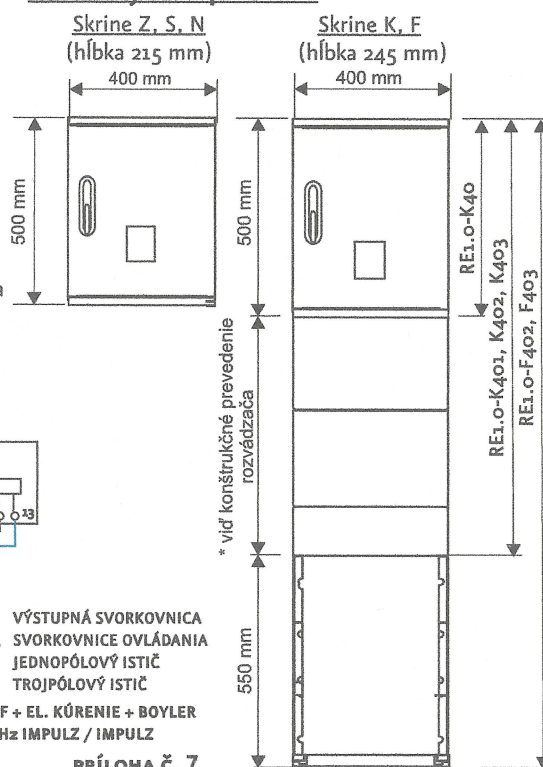 Skrine Z, S, N
(hĺbka 215 mm)
400 mm
500 mm
Skrine K, F
(hĺbka 245 mm)
400 mm
500 mm
RE1.0-K40
RE1.0-K401, K402, K403
RE1.0-F402, F403
* viď konštrukčné prevedenie
rozvádzača
550 mm
13
VÝSTUPNÁ SVORKOVNICA
SVORKOVNICE OVLÁDANIA
JEDNOPÓLOVÝ ISTIČ
TROJPÓLOVÝ ISTIČ
F + EL. KÚRENIE + BOYLER
Hz IMPULZ / IMPULZ
PRÍLOHA Č. 7